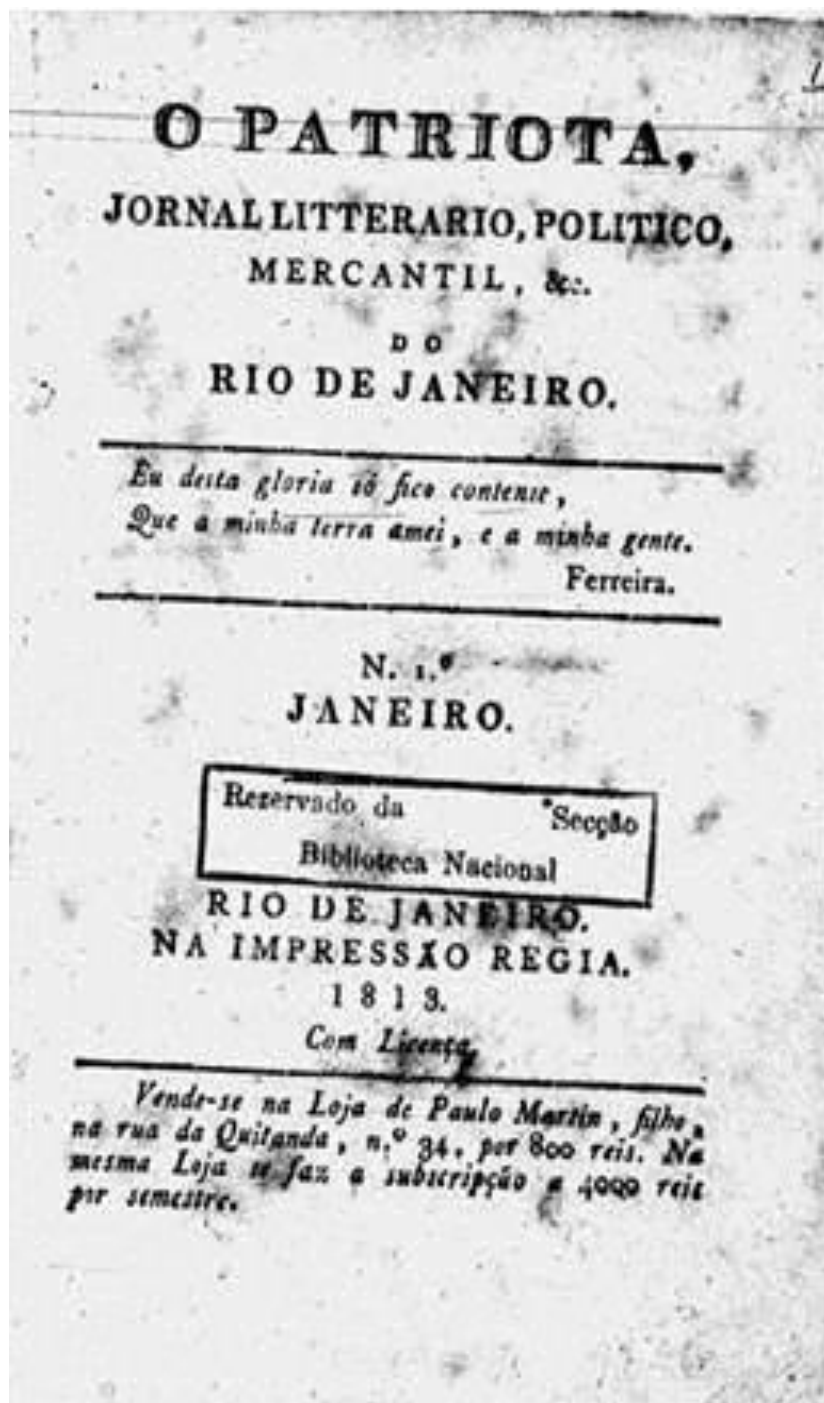 O PATRIOTA,
JORNAL LITTERARIO, POLITICO,
MERCANTIL, &c.
DO
RIO DE JANEIRO.
Eu desta gloria só fico contente,
Que a minha terra amei, e a minha gente.
Ferreira.
N. 1.º
JANEIRO.
Rezervado da Secção
Biblioteca Nacional
RIO DE JANEIRO.
NA IMPRESSÃO REGIA.
1813.
Com Licença.
Vende-se na Loja de Paulo Martin, filho,
na rua da Quitanda, n.º 34. por 800 reis. Na
mesma Loja se faz a subscripção a 4000 reis
por semestre.